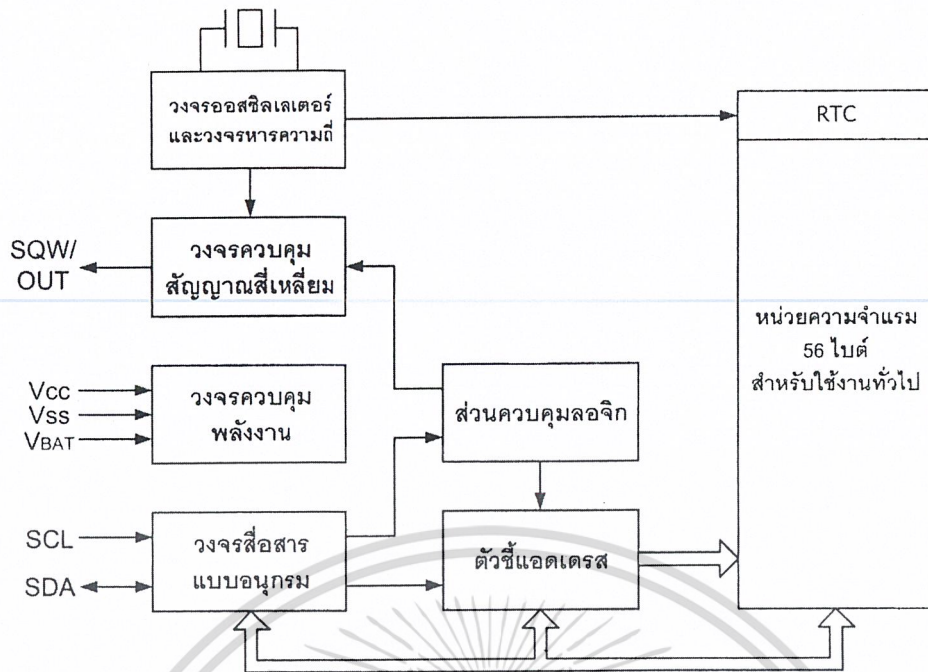 วงจรออสซิลเลเตอร์
และวงจรหารความถี่
RTC
SQW/
OUT
วงจรควบคุม
สัญญาณสี่เหลี่ยม
หน่วยความจำแรม
56 ไบต์
สำหรับใช้งานทั่วไป
Vcc
Vss
VBAT
วงจรควบคุม
พลังงาน
ส่วนควบคุมลอจิก
SCL
SDA
วงจรสื่อสาร
แบบอนุกรม
ตัวชี้แอดเดรส